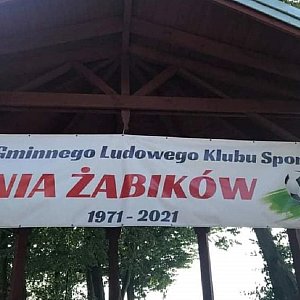 Gminnego Ludowego Klubu Spor
NIA ŻABIKÓW
1971 - 2021